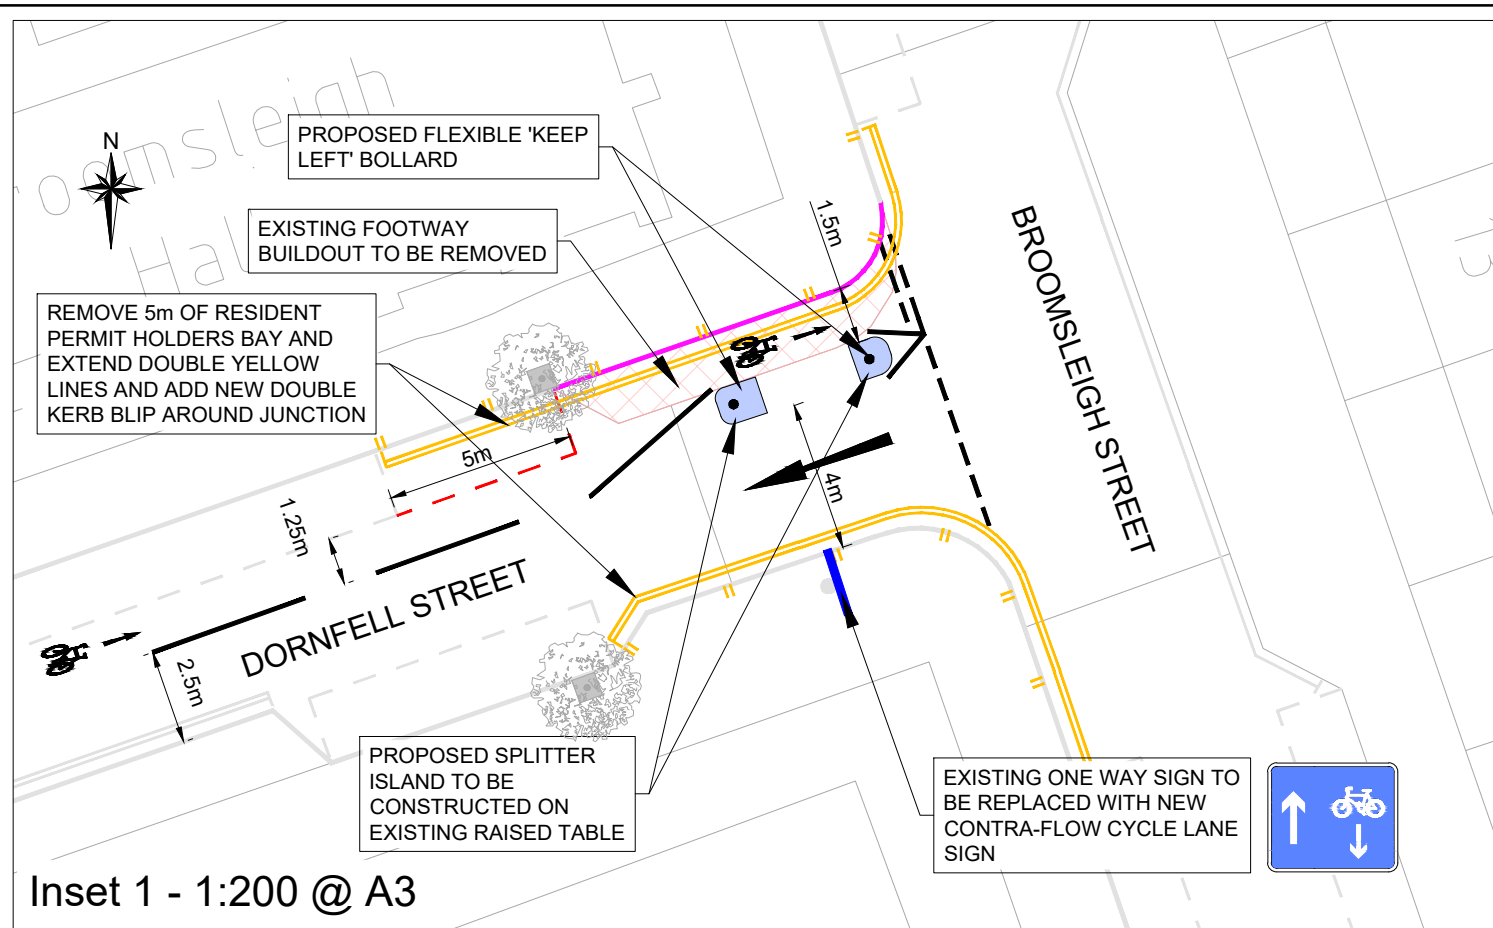 roomsleigh
Hal
N
PROPOSED FLEXIBLE 'KEEP
LEFT' BOLLARD
EXISTING FOOTWAY
BUILDOUT TO BE REMOVED
REMOVE 5m OF RESIDENT
PERMIT HOLDERS BAY AND
EXTEND DOUBLE YELLOW
LINES AND ADD NEW DOUBLE
KERB BLIP AROUND JUNCTION
1.5m
BROOMSLEIGH STREET
5m
4m
1.25m
DORNFELL STREET
2.5m
PROPOSED SPLITTER
ISLAND TO BE
CONSTRUCTED ON
EXISTING RAISED TABLE
EXISTING ONE WAY SIGN TO
BE REPLACED WITH NEW
CONTRA-FLOW CYCLE LANE
SIGN
Inset 1 - 1:200 @ A3